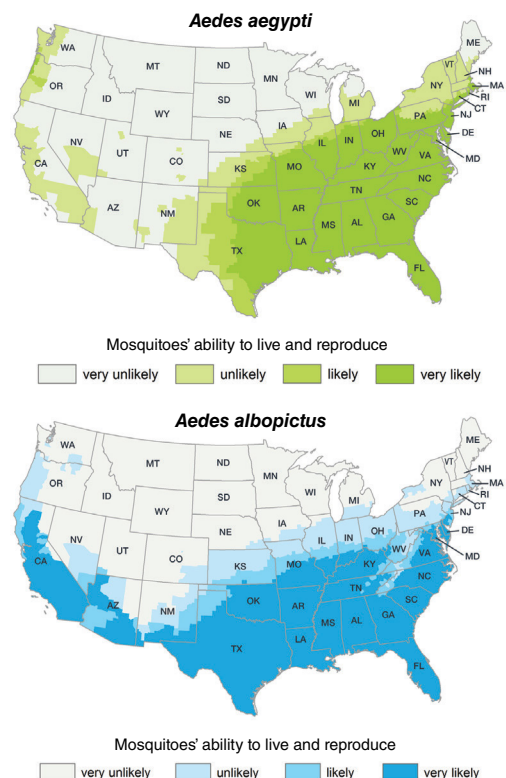 Aedes aegypti
WA
ME
MT
ND
MN
VT
OR
NH
ID
SD
WI
NY
MA
MI
RI
WY
CT
IA
PA
NJ
NE
OH
NV
IL
IN
DE
UT
CA
CO
WV
MD
KS
MO
VA
KY
NC
TN
AZ
OK
NM
AR
SC
MS
AL
GA
TX
LA
FL
Mosquitoes' ability to live and reproduce
very unlikely
unlikely
likely
very likely
Aedes albopictus
WA
ME
MT
ND
VT
MN
NH
OR
MA
ID
WI
NY
SD
MI
RI
WY
CT
PA
NJ
IA
NE
OH
DE
NV
IL
IN
UT
MD
CO
WV
CA
KS
MO
VA
KY
NC
TN
AZ
OK
NM
AR
SC
MS
AL
GA
TX
LA
FL
Mosquitoes' ability to live and reproduce
very unlikely
unlikely
likely
very likely